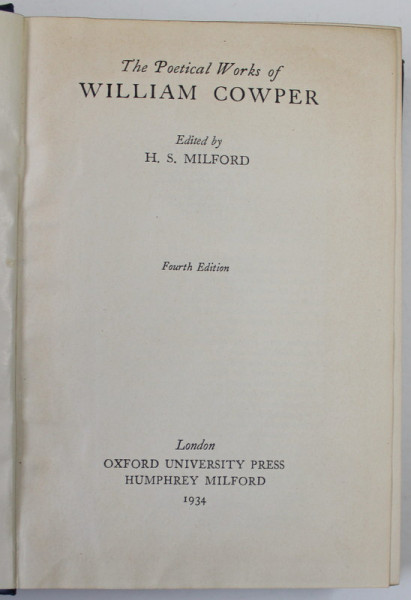 The Poetical Works of
WILLIAM COWPER
Edited by
H. S. MILFORD
Fourth Edition
London
OXFORD UNIVERSITY PRESS
HUMPHREY MILFORD
1934